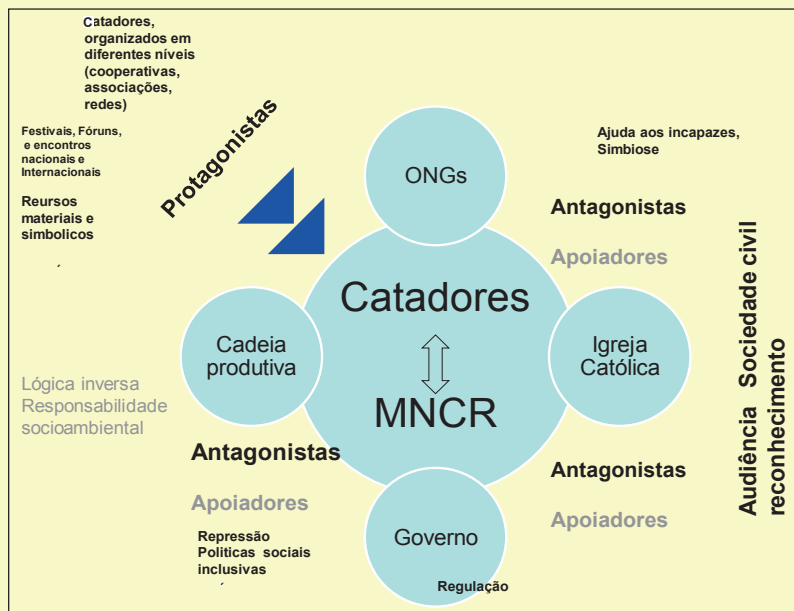 Catadores,
organizados em
diferentes níveis
(cooperativas,
associações,
redes)
Festivais, Fóruns,
e encontros
nacionais e
Internacionais
Reursos
materiais e
simbolicos
Protagonistas
ONGs
Ajuda aos incapazes,
Simbiose
Antagonistas
Apoiadores
Catadores
MNCR
Cadeia
produtiva
Igreja
Católica
Lógica inversa
Responsabilidade
socioambiental
Antagonistas
Apoiadores
Repressão
Politicas sociais
inclusivas
Governo
Regulação
Antagonistas
Apoiadores
Audiência Sociedade civil
reconhecimento